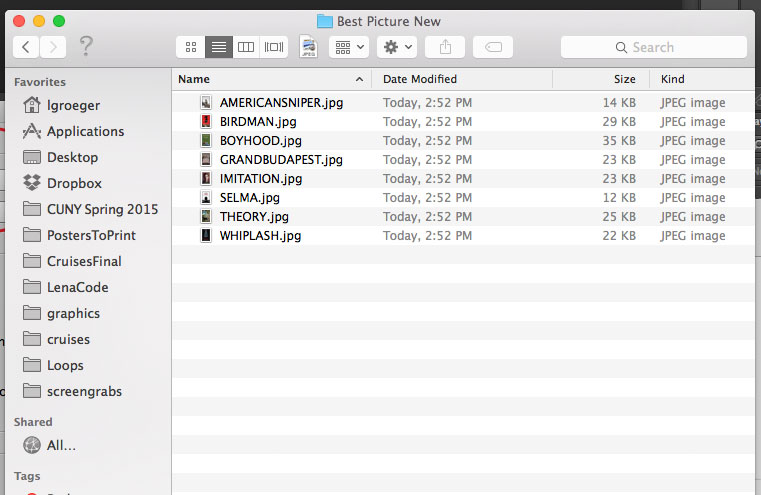 Best Picture New
?
JPEG
Search
Favorites
Name Date Modified Size Kind
lgroeger
AMERICANSNIPER.jpg Today, 2:52 PM 14 KB JPEG image
BIRDMAN.jpg Today, 2:52 PM 29 KB JPEG image
Applications
BOYHOOD.jpg Today, 2:52 PM 35 KB JPEG image
Desktop
GRANDBUDAPEST.jpg Today, 2:52 PM 23 KB JPEG image
IMITATION.jpg Today, 2:52 PM 23 KB JPEG image
Dropbox
SELMA.jpg Today, 2:52 PM 12 KB JPEG image
CUNY Spring 2015
THEORY.jpg Today, 2:52 PM 25 KB JPEG image
PostersToPrint
WHIPLASH.jpg Today, 2:52 PM 22 KB JPEG image
CruisesFinal
LenaCode
graphics
cruises
Loops
screengrabs
Shared
All...
Tags